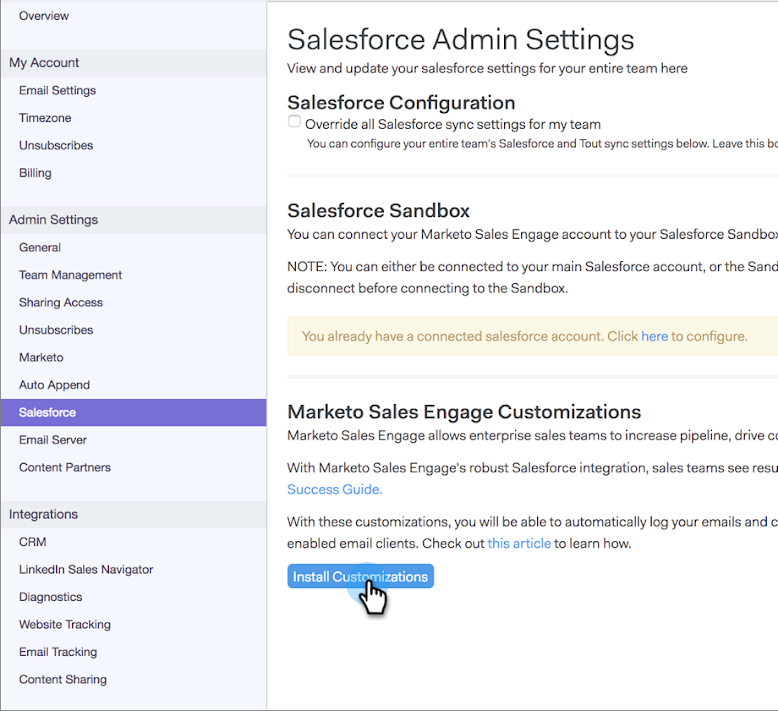 Overview
My Account
Email Settings
Timezone
Unsubscribes
Billing
Admin Settings
General
Team Management
Sharing Access
Unsubscribes
Marketo
Auto Append
Salesforce
Email Server
Content Partners
Integrations
CRM
LinkedIn Sales Navigator
Diagnostics
Website Tracking
Email Tracking
Content Sharing
Salesforce Admin Settings
View and update your salesforce settings for your entire team here
Salesforce Configuration
Override all Salesforce sync settings for my team
You can configure your entire team's Salesforce and Tout sync settings below. Leave this bo
Salesforce Sandbox
You can connect your Marketo Sales Engage account to your Salesforce Sandbox
NOTE: You can either be connected to your main Salesforce account, or the Sand
disconnect before connecting to the Sandbox.
You already have a connected salesforce account. Click here to configure.
Marketo Sales Engage Customizations
Marketo Sales Engage allows enterprise sales teams to increase pipeline, drive co
With Marketo Sales Engage's robust Salesforce integration, sales teams see resu
Success Guide.
With these customizations, you will be able to automatically log your emails and c
enabled email clients. Check out this article to learn how.
Install Customizations